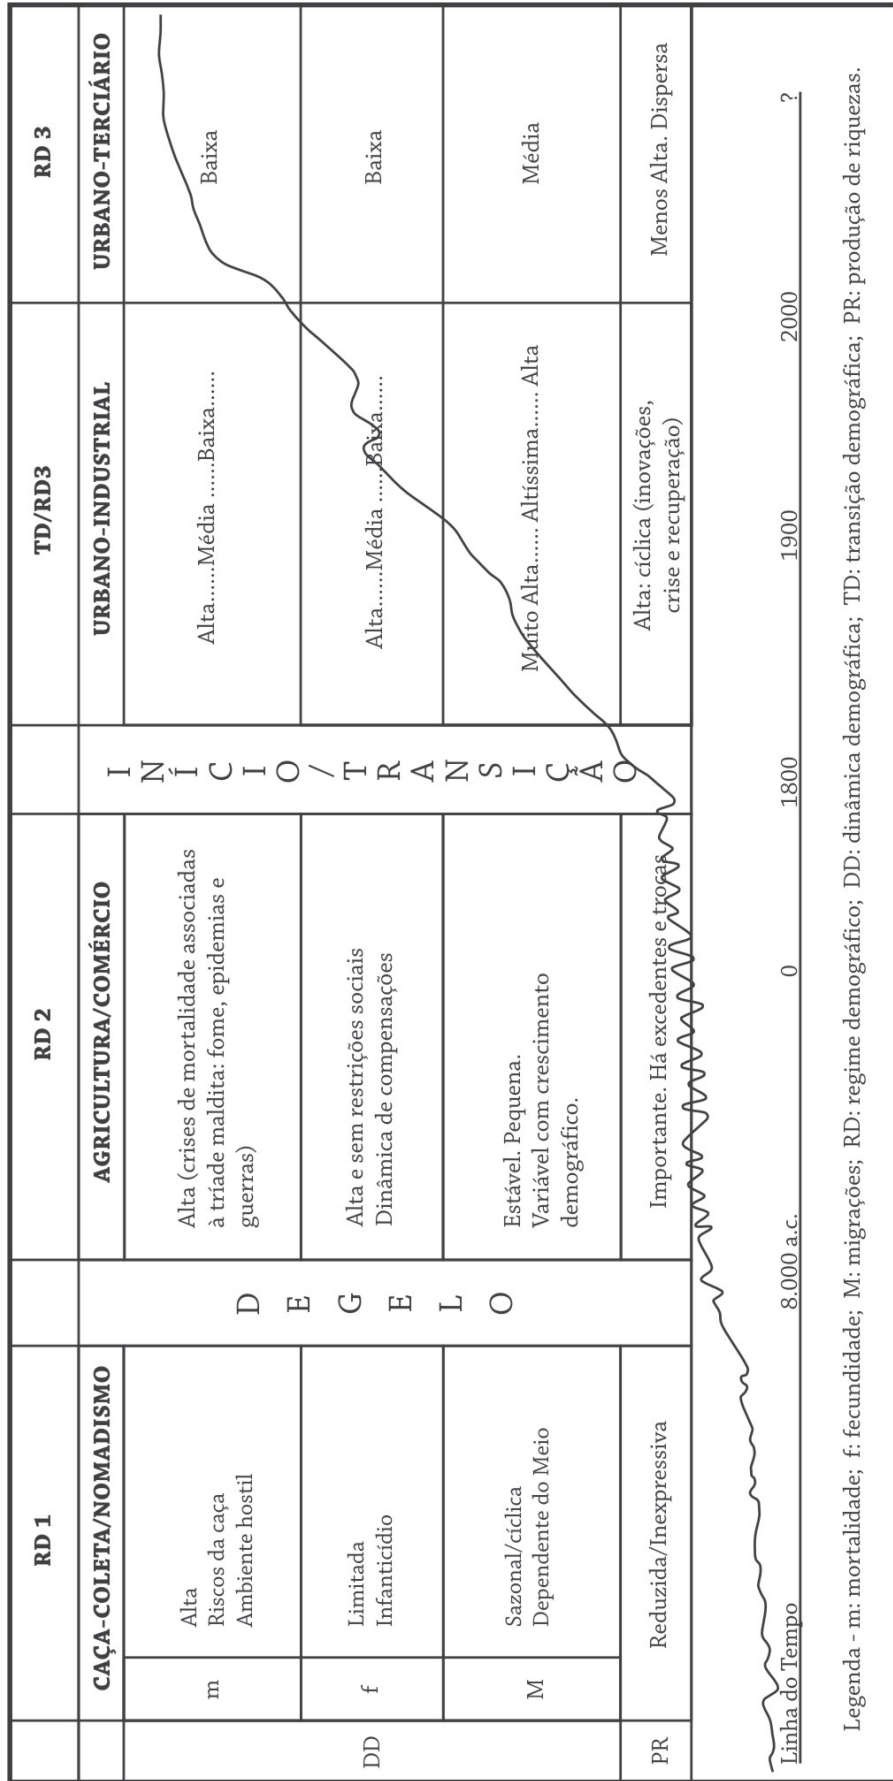 RD 1
RD 2
TD/RD3
RD 3
CAÇA-COLETA/NOMADISMO
AGRICULTURA/COMÉRCIO
URBANO-INDUSTRIAL
URBANO-TERCIÁRIO
DD
m
Alta
Riscos da caça
Ambiente hostil
DEGELO
Alta (crises de mortalidade associadas
à tríade maldita: fome, epidemias e
guerras)
INÍCIO/TRANSIÇÃO
Alta......Média ......Baixa......
Baixa
f
Limitada
Infanticídio
Alta e sem restrições sociais
Dinâmica de compensações
Alta......Média ......Baixa......
Baixa
M
Sazonal/cíclica
Dependente do Meio
Estável. Pequena.
Variável com crescimento
demográfico.
Muito Alta...... Altíssima...... Alta
Média
PR
Reduzida/Inexpressiva
Importante. Há excedentes e trocas
Alta: cíclica (inovações,
crise e recuperação)
Menos Alta. Dispersa
Linha do Tempo
8.000 a.c.
0
1800
1900
2000
?
Legenda - m: mortalidade; f: fecundidade; M: migrações; RD: regime demográfico; DD: dinâmica demográfica; TD: transição demográfica; PR: produção de riquezas.